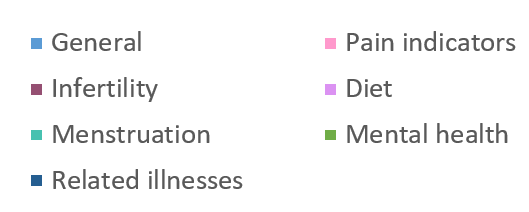 General
Infertility
Menstruation
Related illnesses
Pain indicators
Diet
Mental health